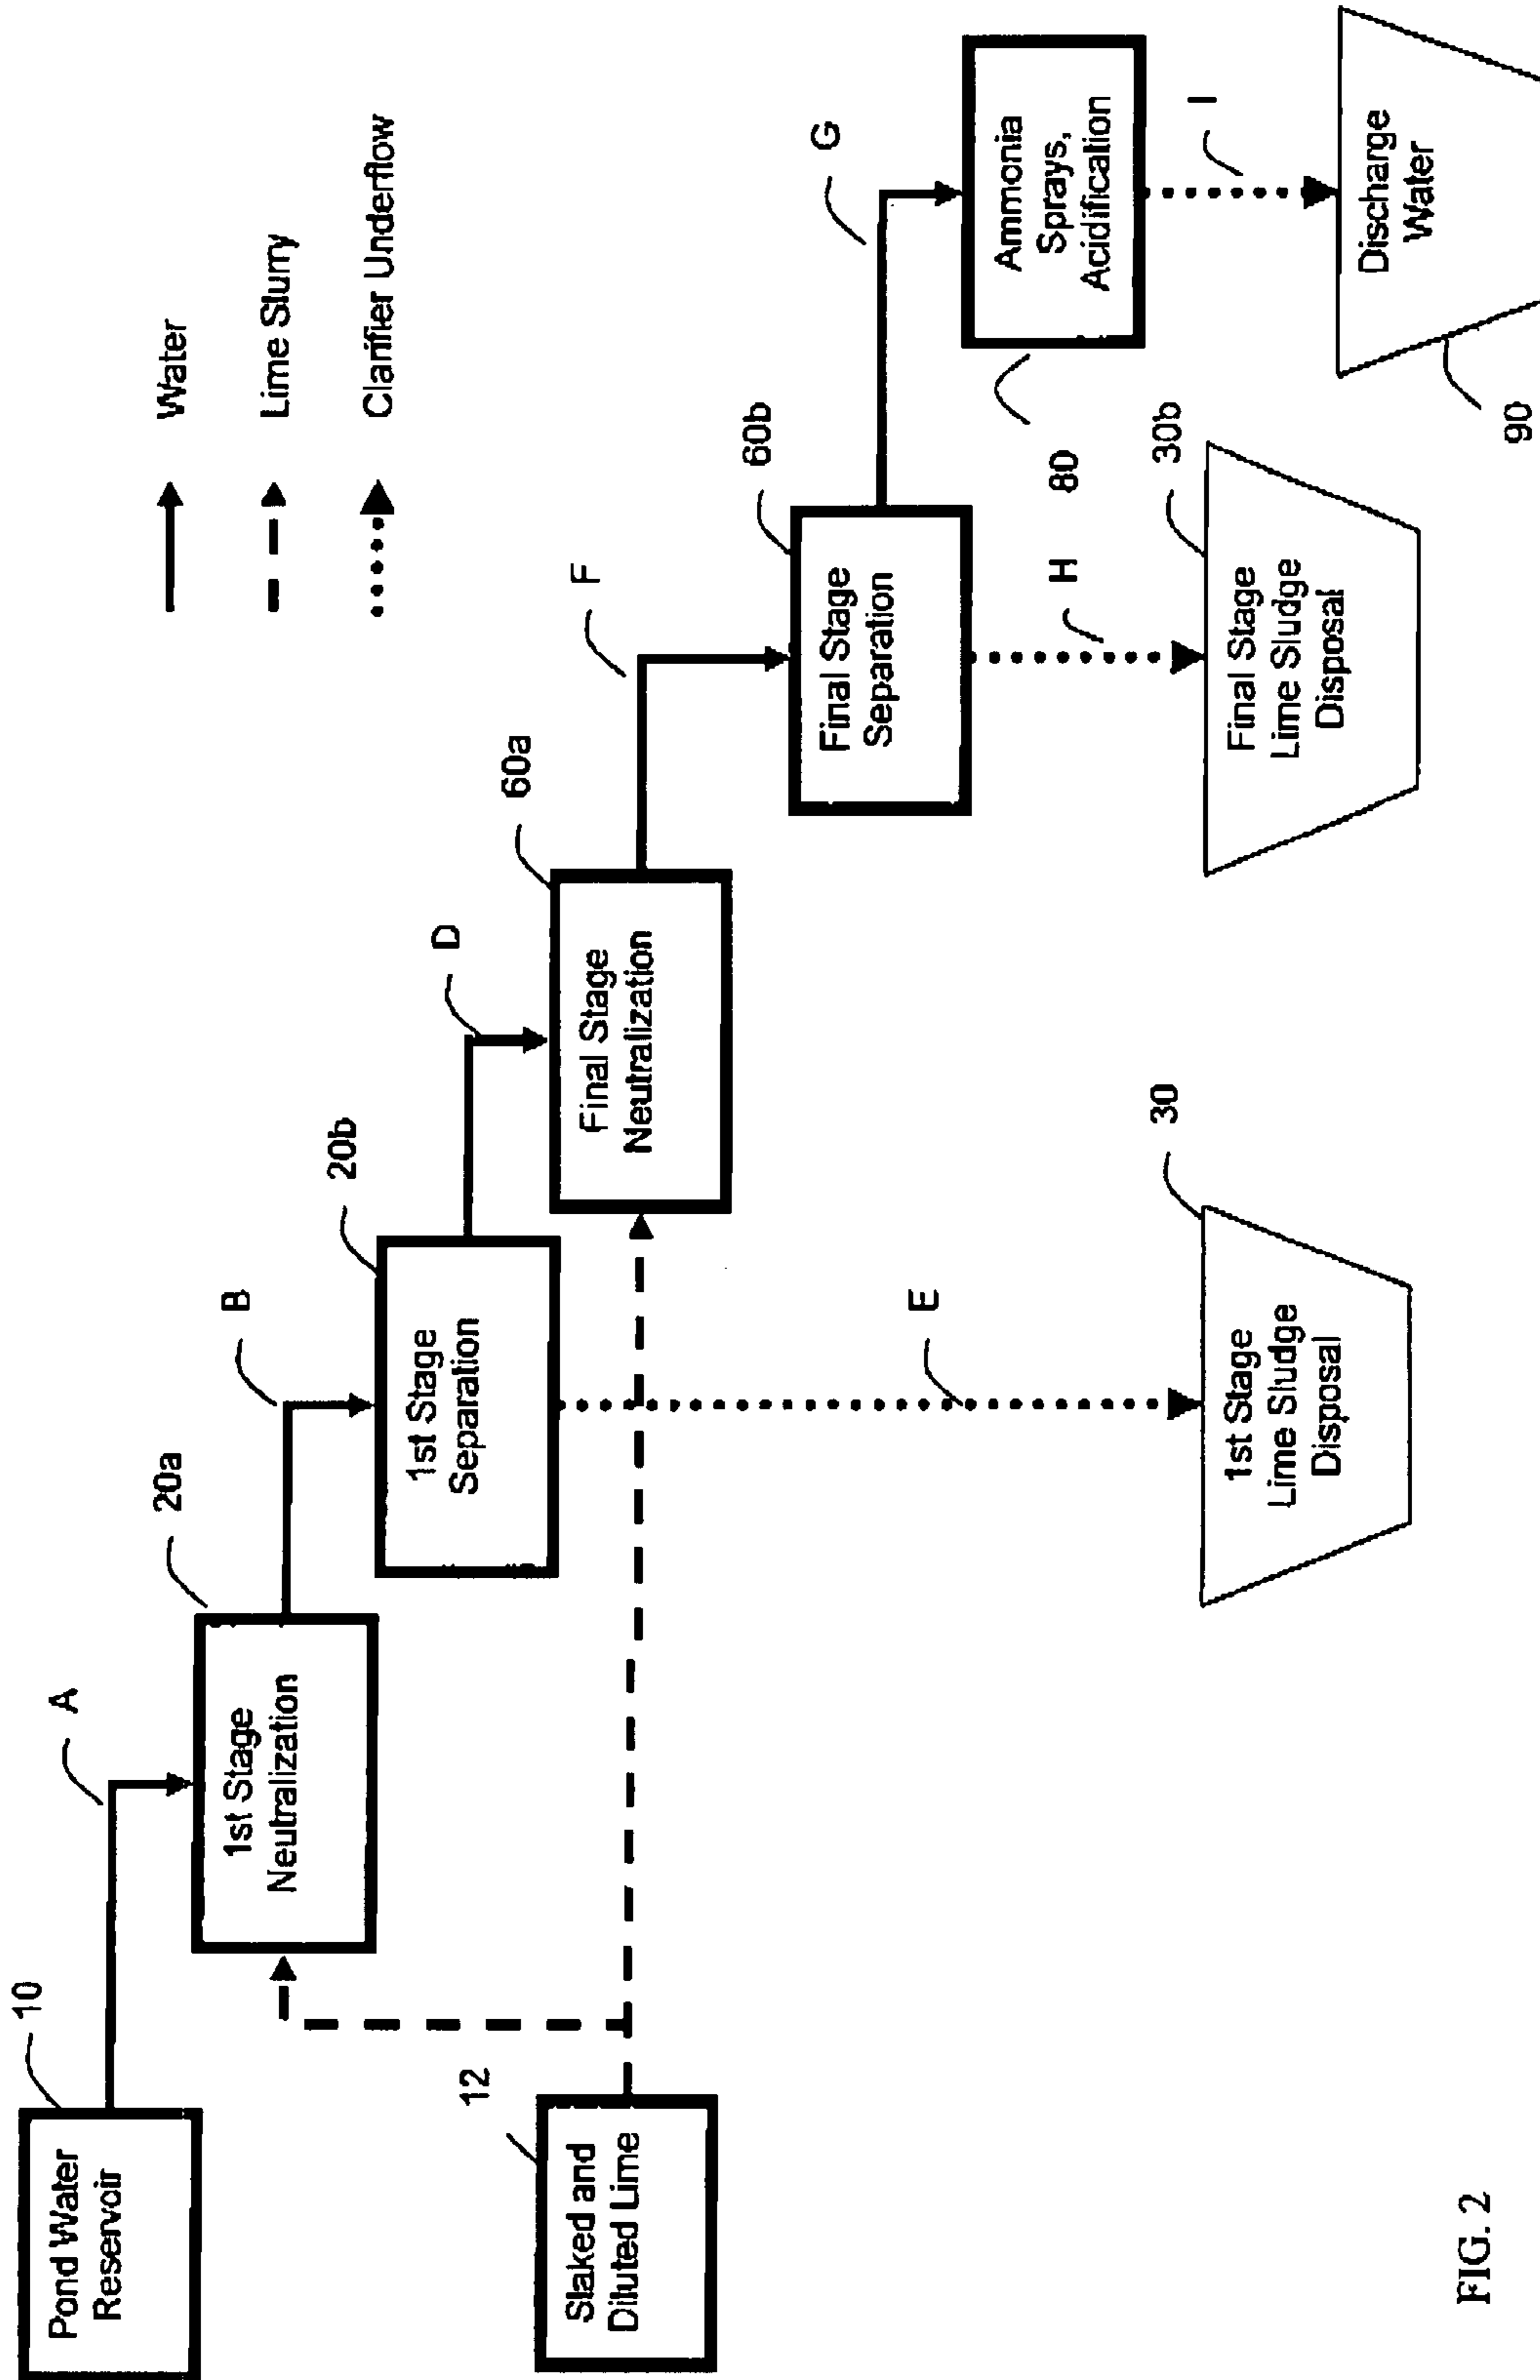 Water
Lime Slurry
Clarifier Underflow
10
Pond Water
Reservoir
A
20a
1st Stage
Neutralization
B
20b
1st Stage
Separation
D
60a
Final Stage
Neutralization
F
60b
Final Stage
Separation
G
Ammonia
Sprays,
Acidification
80
12
Slaked and
Diluted Lime
E
H
I
30
1st Stage
Lime Sludge
Disposal
30b
Final Stage
Lime Sludge
Disposal
Discharge
Water
90
FIG. 2